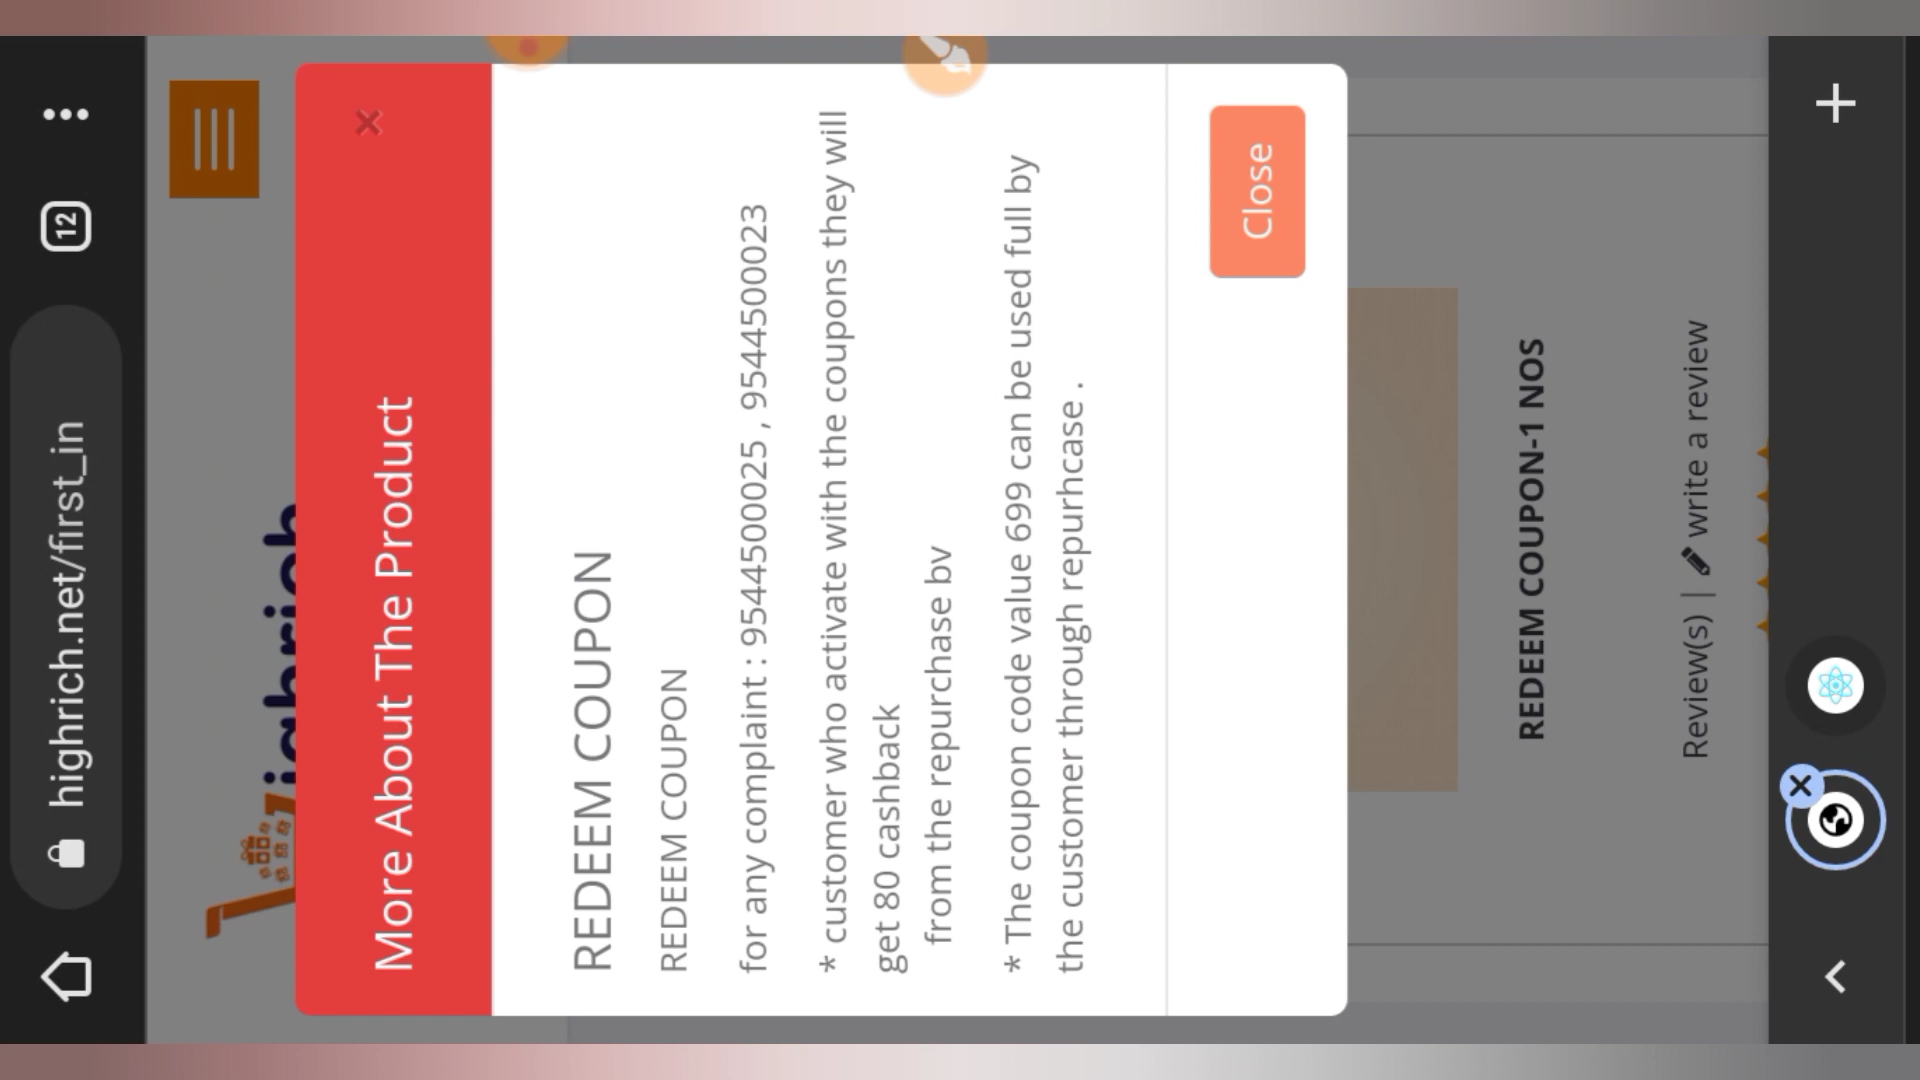 highrich.net/first_in
12
More About The Product
REDEEM COUPON
REDEEM COUPON
for any complaint : 9544500025 , 9544500023
* customer who activate with the coupons they will
get 80 cashback
from the repurchase bv
* The coupon code value 699 can be used full by
the customer through repurhcase .
Close
REDEEM COUPON-1 NOS
Review(s) | write a review